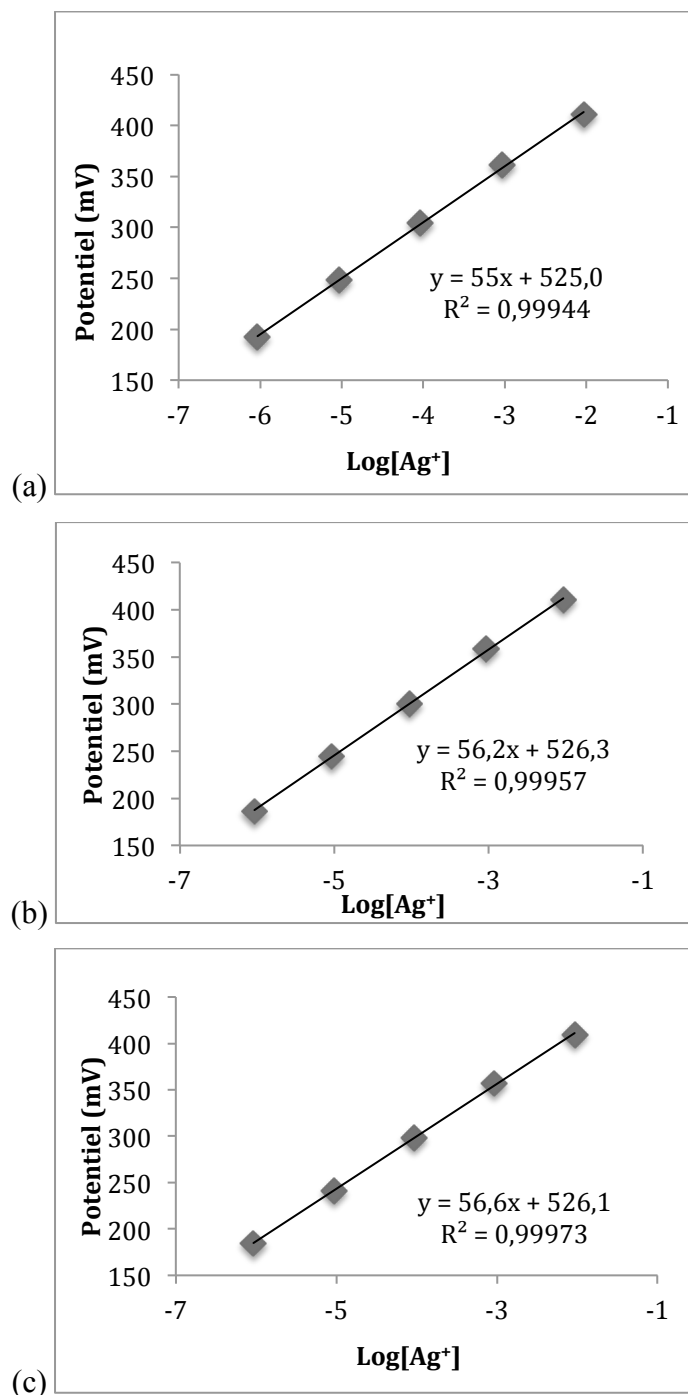 450
400
350
300
250
200
150
Potentiel (mV)
y = 55x + 525,0
R² = 0,99944
-7 -6 -5 -4 -3 -2 -1
Log[Ag⁺]
(a)
450
400
350
300
250
200
150
Potentiel (mV)
y = 56,2x + 526,3
R² = 0,99957
-7 -5 -3 -1
Log[Ag⁺]
(b)
450
400
350
300
250
200
150
Potentiel (mV)
y = 56,6x + 526,1
R² = 0,99973
-7 -5 -3 -1
Log[Ag⁺]
(c)